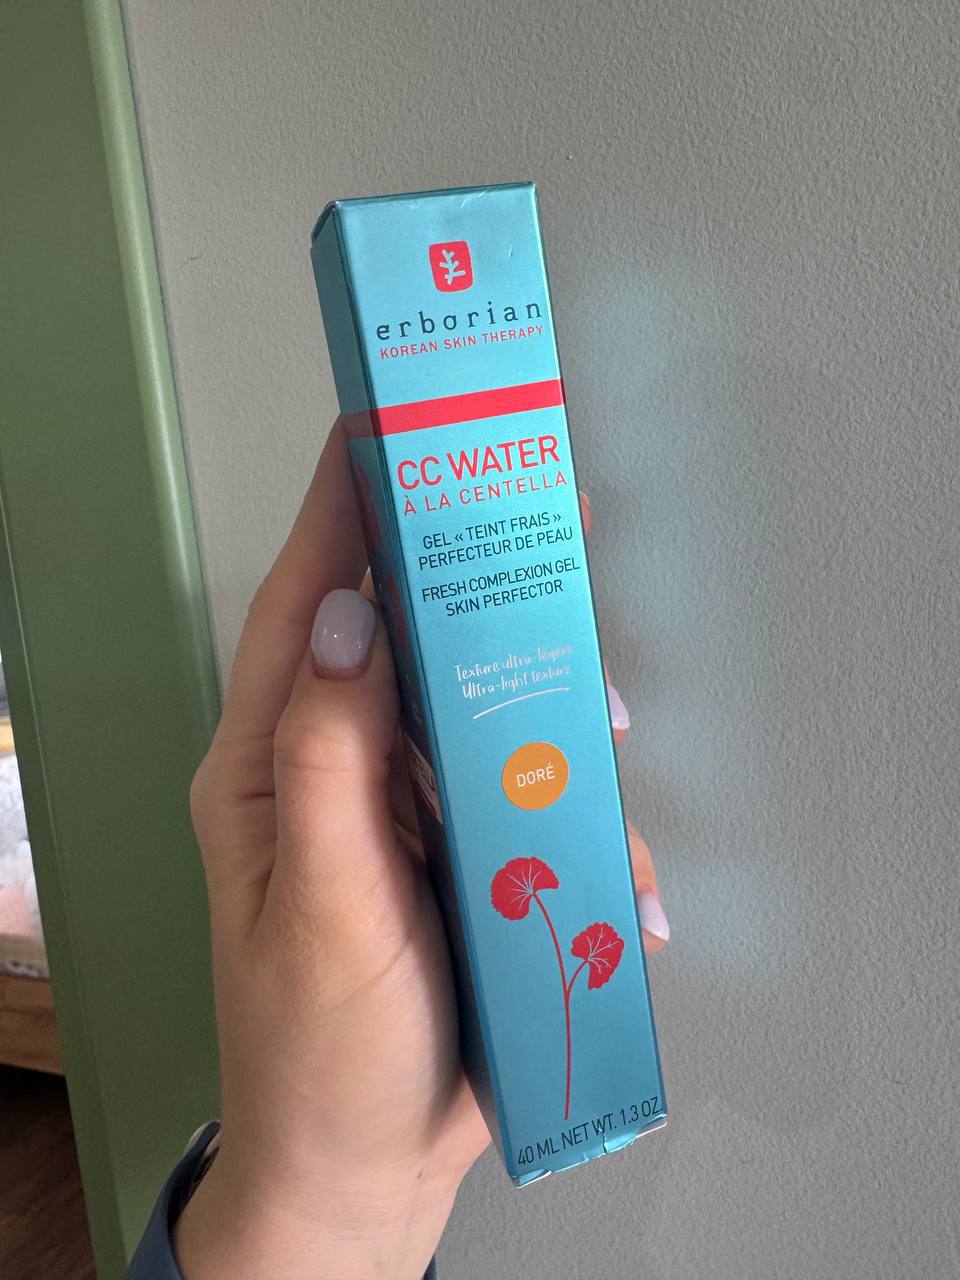 erborian
KOREAN SKIN THERAPY
CC WATER
À LA CENTELLA
GEL « TEINT FRAIS »
PERFECTEUR DE PEAU
FRESH COMPLEXION GEL
SKIN PERFECTOR
Texture ultra-légère
Ultra-light texture
DORÉ
40 ML NET WT. 1.3 OZ.